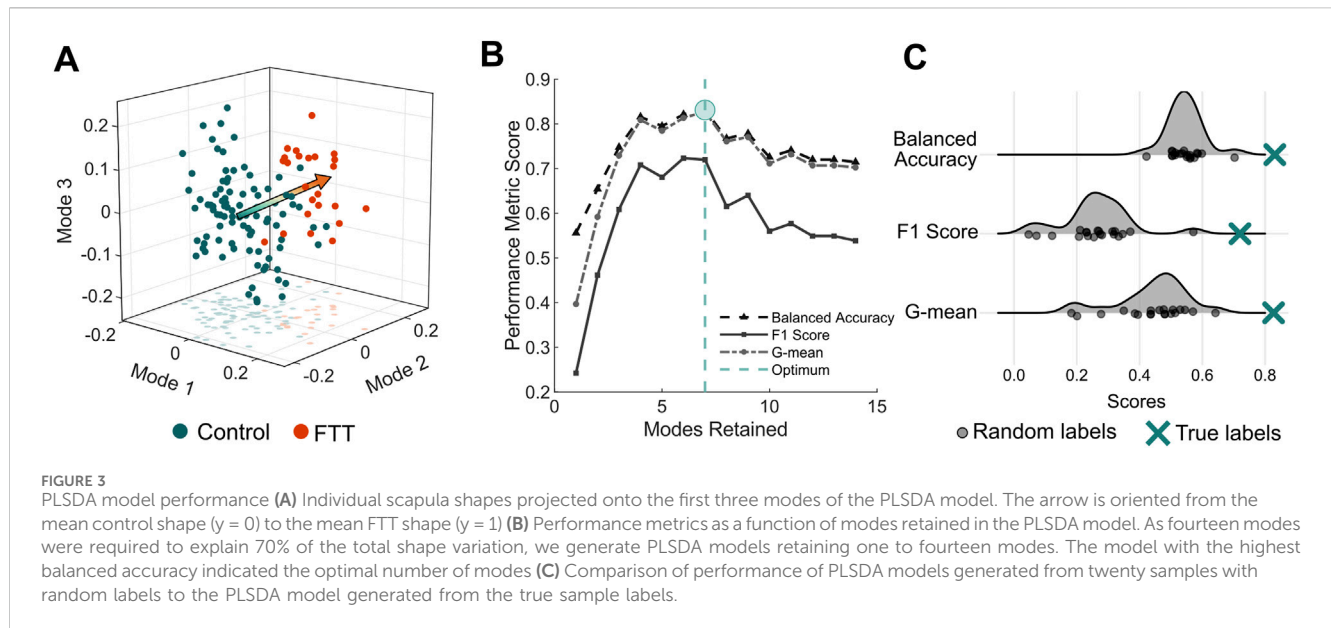 A
0.2
0.1
0
-0.1
-0.2
Mode 3
-0.2
0
0.2
Mode 1
-0.2
0
0.2
Mode 2
Control
FTT
B
0.9
0.8
0.7
0.6
0.5
0.4
0.3
0.2
Performance Metric Score
0
5
10
15
Modes Retained
Balanced Accuracy
F1 Score
G-mean
Optimum
C
Balanced
Accuracy
F1 Score
G-mean
0.0
0.2
0.4
0.6
0.8
Scores
Random labels
True labels
FIGURE 3
PLSDA model performance (A) Individual scapula shapes projected onto the first three modes of the PLSDA model. The arrow is oriented from the
mean control shape (y = 0) to the mean FTT shape (y = 1) (B) Performance metrics as a function of modes retained in the PLSDA model. As fourteen modes
were required to explain 70% of the total shape variation, we generate PLSDA models retaining one to fourteen modes. The model with the highest
balanced accuracy indicated the optimal number of modes (C) Comparison of performance of PLSDA models generated from twenty samples with
random labels to the PLSDA model generated from the true sample labels.